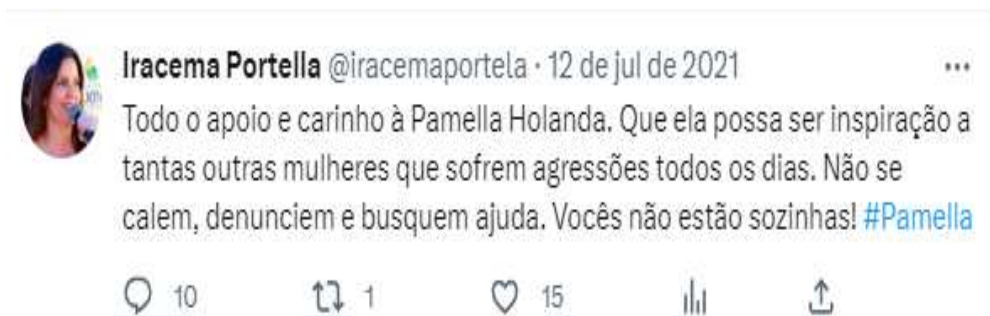 Iracema Portella @iracemaportela · 12 de jul de 2021
Todo o apoio e carinho à Pamella Holanda. Que ela possa ser inspiração a
tantas outras mulheres que sofrem agressões todos os dias. Não se
calem, denunciem e busquem ajuda. Vocês não estão sozinhas! #Pamella
10 1 15